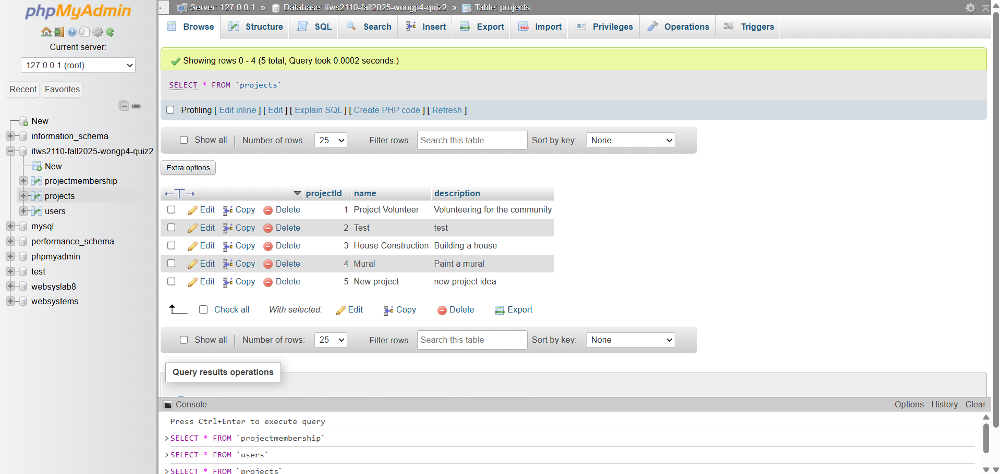 phpMyAdmin
Current server:
127.0.0.1 (root)
Recent Favorites
New
information_schema
itws2110-fall2025-wongp4-quiz2
New
projectmembership
projects
users
mysql
performance_schema
phpmyadmin
test
websyslab8
websystems
Server: 127.0.0.1 » Database: itws2110-fall2025-wongp4-quiz2 » Table: projects
Browse Structure SQL Search Insert Export Import Privileges Operations Triggers
Showing rows 0 - 4 (5 total, Query took 0.0002 seconds.)
SELECT * FROM `projects`
Profiling [ Edit inline ] [ Edit ] [ Explain SQL ] [ Create PHP code ] [ Refresh ]
Show all | Number of rows: 25 Filter rows: Search this table Sort by key: None
Extra options
projectId name description
Edit Copy Delete 1 Project Volunteer Volunteering for the community
Edit Copy Delete 2 Test test
Edit Copy Delete 3 House Construction Building a house
Edit Copy Delete 4 Mural Paint a mural
Edit Copy Delete 5 New project new project idea
Check all With selected: Edit Copy Delete Export
Show all | Number of rows: 25 Filter rows: Search this table Sort by key: None
Query results operations
Console Options History Clear
Press Ctrl+Enter to execute query
>SELECT * FROM `projectmembership`
>SELECT * FROM `users`
>SELECT * FROM `projects`